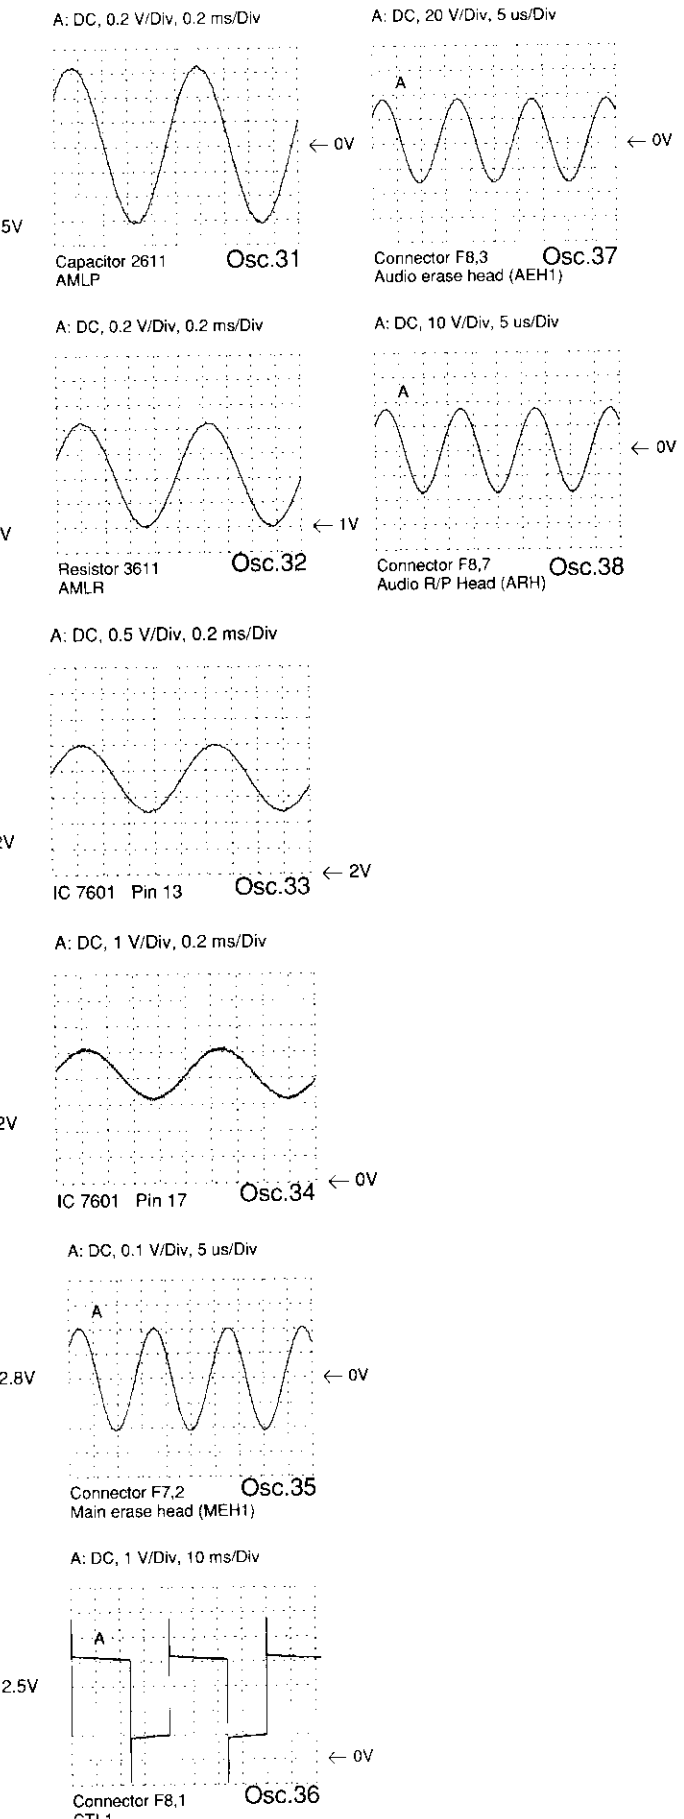 A: DC, 0.2 V/Div, 0.2 ms/Div
← 0V
5V
Capacitor 2611
AMLP
Osc.31
A: DC, 0.2 V/Div, 0.2 ms/Div
← 1V
V
Resistor 3611
AMLR
Osc.32
A: DC, 0.5 V/Div, 0.2 ms/Div
V
← 2V
IC 7601 Pin 13
Osc.33
A: DC, 1 V/Div, 0.2 ms/Div
2V
← 0V
IC 7601 Pin 17
Osc.34
A: DC, 0.1 V/Div, 5 us/Div
A
2.8V
← 0V
Connector F7,2
Main erase head (MEH1)
Osc.35
A: DC, 1 V/Div, 10 ms/Div
A
2.5V
← 0V
Connector F8,1
CTL1
Osc.36
A: DC, 20 V/Div, 5 us/Div
A
← 0V
Connector F8,3
Audio erase head (AEH1)
Osc.37
A: DC, 10 V/Div, 5 us/Div
A
← 0V
Connector F8,7
Audio R/P Head (ARH)
Osc.38